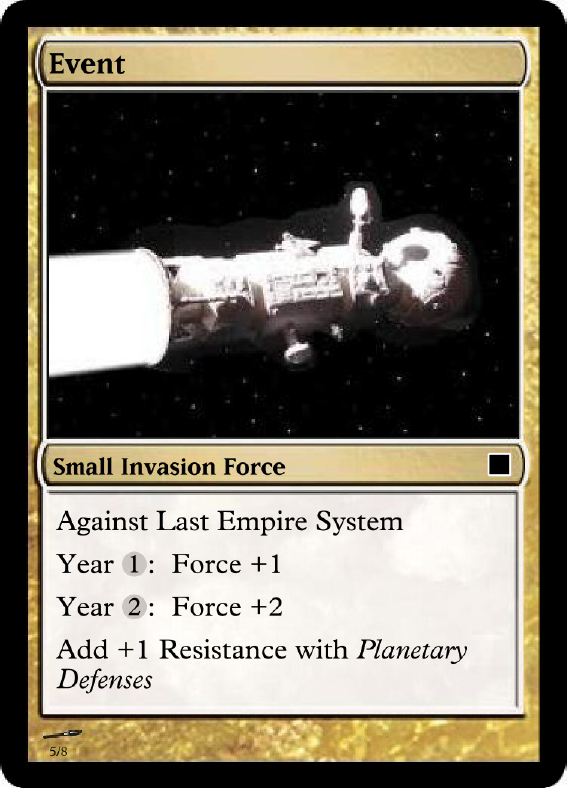 Event
Small Invasion Force
Against Last Empire System
Year 1: Force +1
Year 2: Force +2
Add +1 Resistance with Planetary
Defenses
5/8